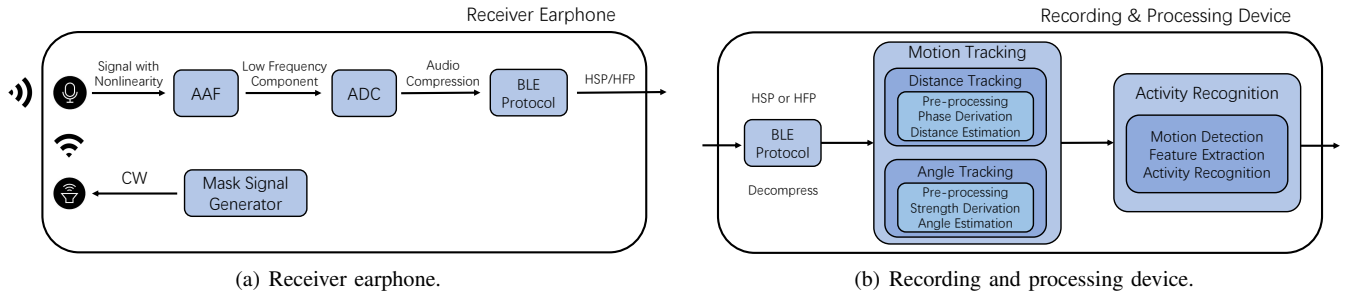 Receiver Earphone
Signal with
Nonlinearity
AAF
Low Frequency
Component
ADC
Audio
Compression
BLE
Protocol
HSP/HFP
CW
Mask Signal
Generator
(a) Receiver earphone.
Recording & Processing Device
HSP or HFP
BLE
Protocol
Decompress
Motion Tracking
Distance Tracking
Pre-processing
Phase Derivation
Distance Estimation
Angle Tracking
Pre-processing
Strength Derivation
Angle Estimation
Activity Recognition
Motion Detection
Feature Extraction
Activity Recognition
(b) Recording and processing device.